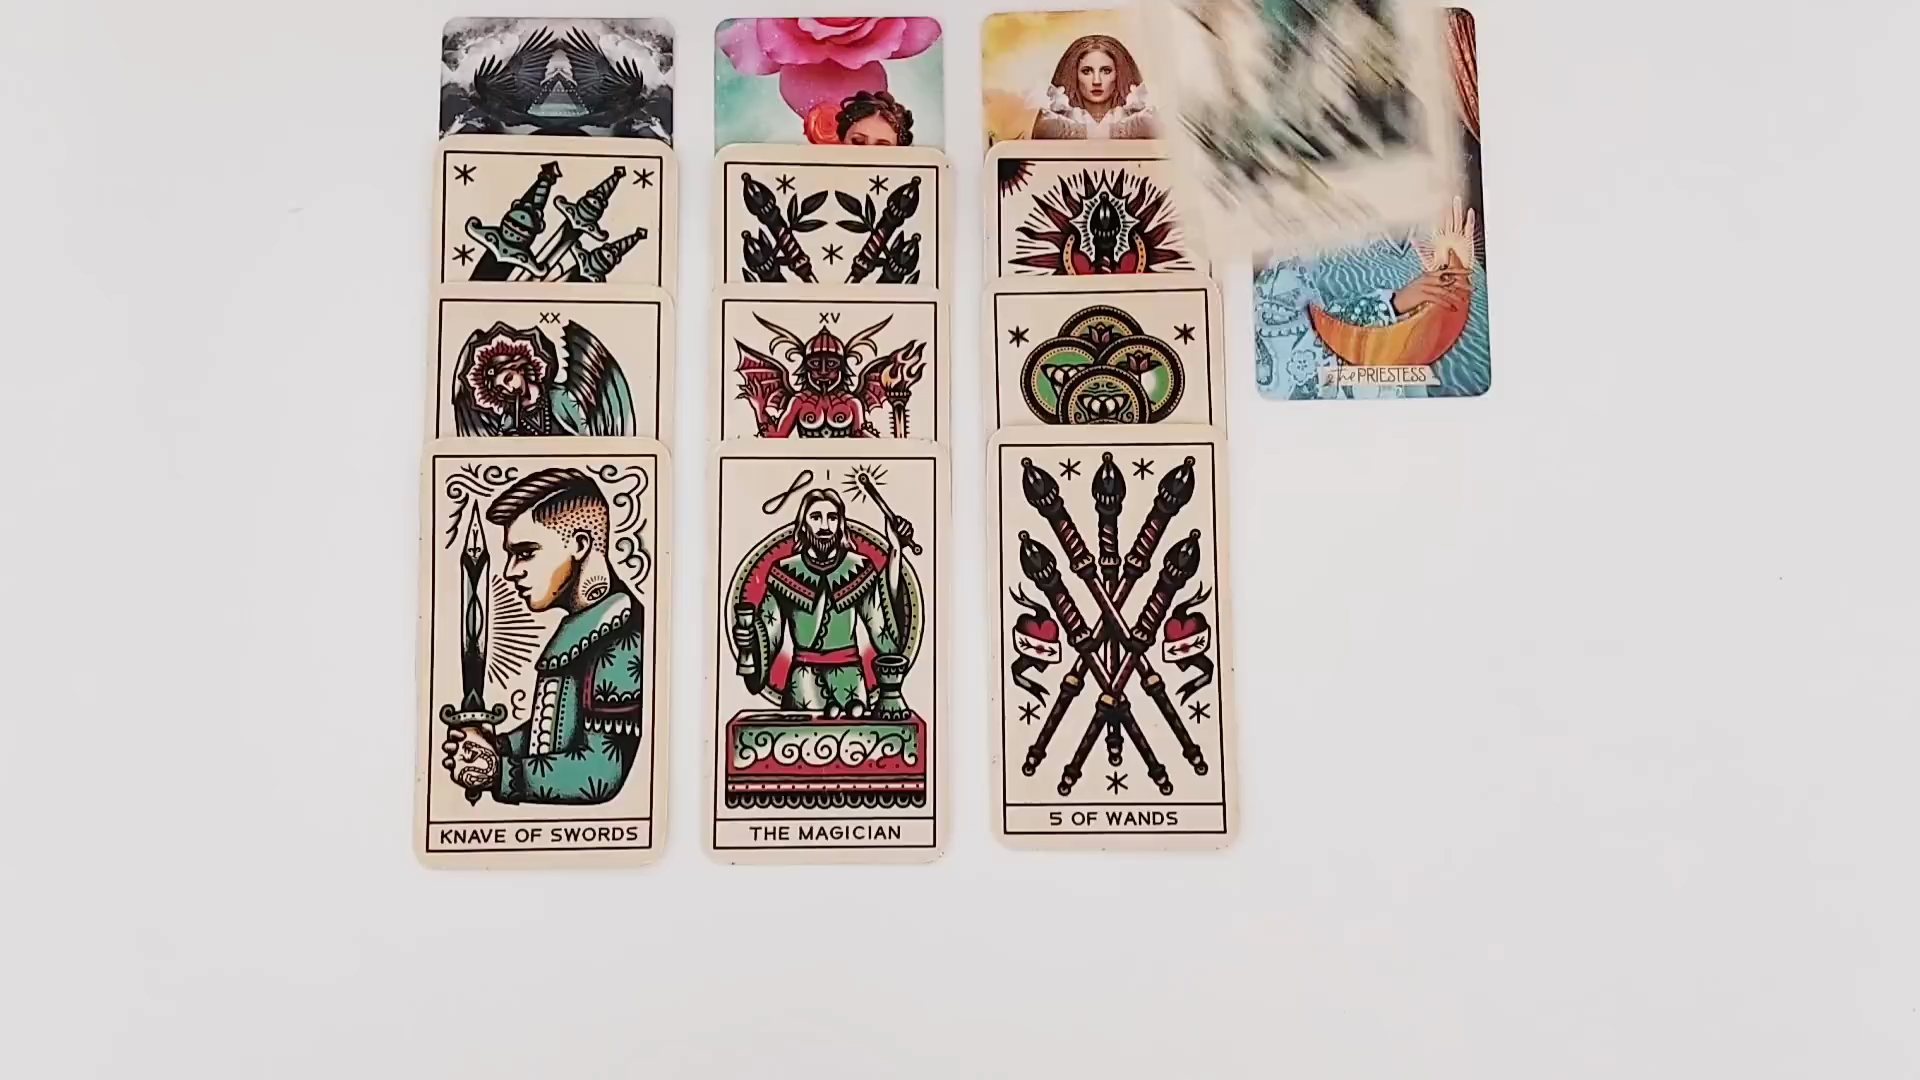 XX
XV
the PRIESTESS
I
KNAVE OF SWORDS
THE MAGICIAN
5 OF WANDS